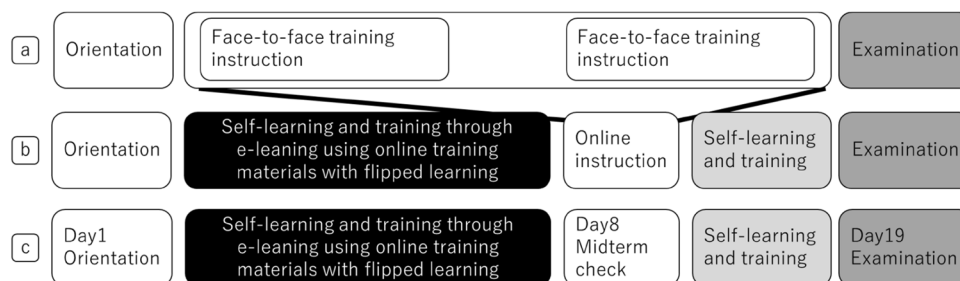 a
Orientation
Face-to-face training
instruction
Face-to-face training
instruction
Examination
b
Orientation
Self-learning and training through
e-leaning using online training
materials with flipped learning
Online
instruction
Self-learning
and training
Examination
c
Day1
Orientation
Self-learning and training through
e-leaning using online training
materials with flipped learning
Day8
Midterm
check
Self-learning
and training
Day19
Examination